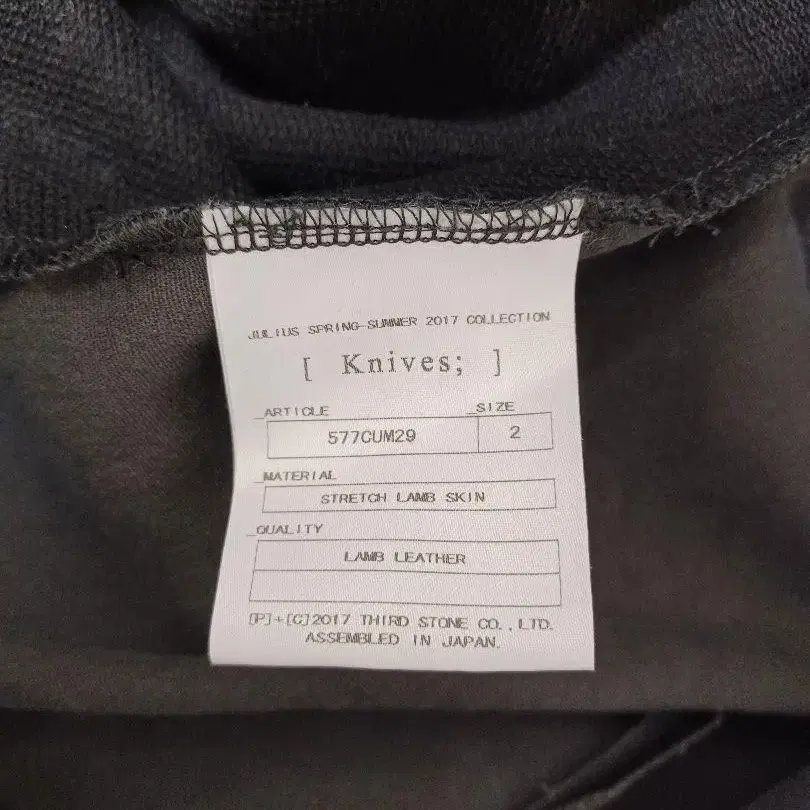 JULIUS SPRING-SUMMER 2017 COLLECTION
[ Knives; ]
_ARTICLE _SIZE
577CUM29 2
_MATERIAL
STRETCH LAMB SKIN
_QUALITY
LAMB LEATHER
[P]+[C]2017 THIRD STONE CO.,LTD.
ASSEMBLED IN JAPAN.